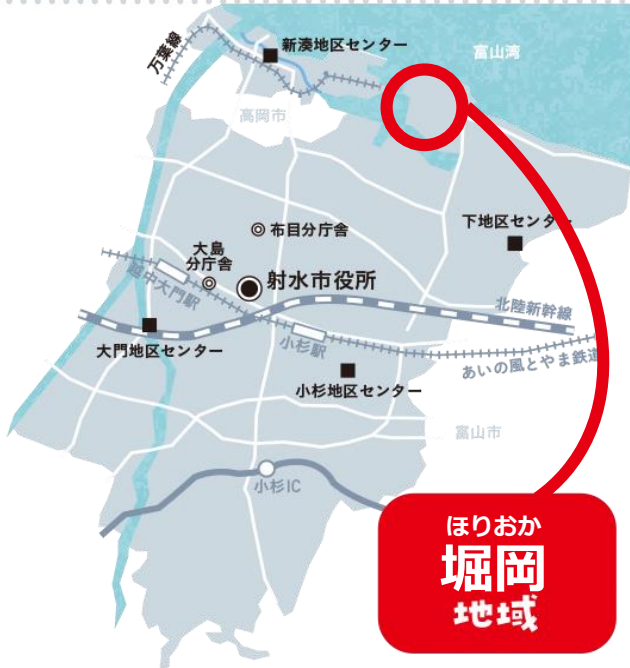 新湊地区センター
富山湾
万葉線
高岡市
布目分庁舎
下地区センター
大島
分庁舎
射水市役所
越中大門駅
北陸新幹線
大門地区センター
小杉駅
あいの風とやま鉄道
小杉地区センター
富山市
小杉IC
ほりおか
堀岡
地域